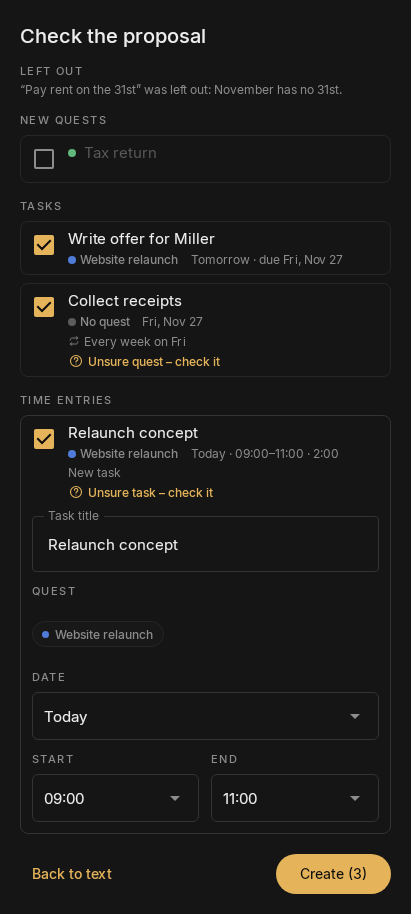 Check the proposal
LEFT OUT
“Pay rent on the 31st” was left out: November has no 31st.
NEW QUESTS
Tax return
TASKS
Write offer for Miller
Website relaunch Tomorrow · due Fri, Nov 27
Collect receipts
No quest Fri, Nov 27
Every week on Fri
Unsure quest – check it
TIME ENTRIES
Relaunch concept
Website relaunch Today · 09:00–11:00 · 2:00
New task
Unsure task – check it
Task title
Relaunch concept
QUEST
Website relaunch
DATE
Today
START END
09:00 11:00
Back to text Create (3)